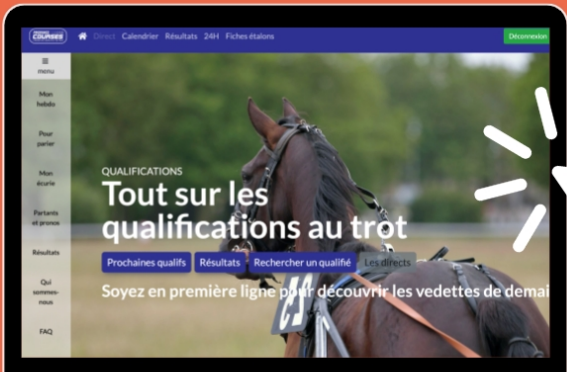 COURSES
Direct Calendrier Résultats 24H Fiches étalons
Déconnexion
menu
Mon
hebdo
Pour
parier
Mon
écurie
Partants
et pronos
Résultats
Qui
sommes-
nous
FAQ
QUALIFICATIONS
Tout sur les
qualifications au trot
Prochaines qualifs Résultats Rechercher un qualifié Les directs
Soyez en première ligne pour découvrir les vedettes de demai